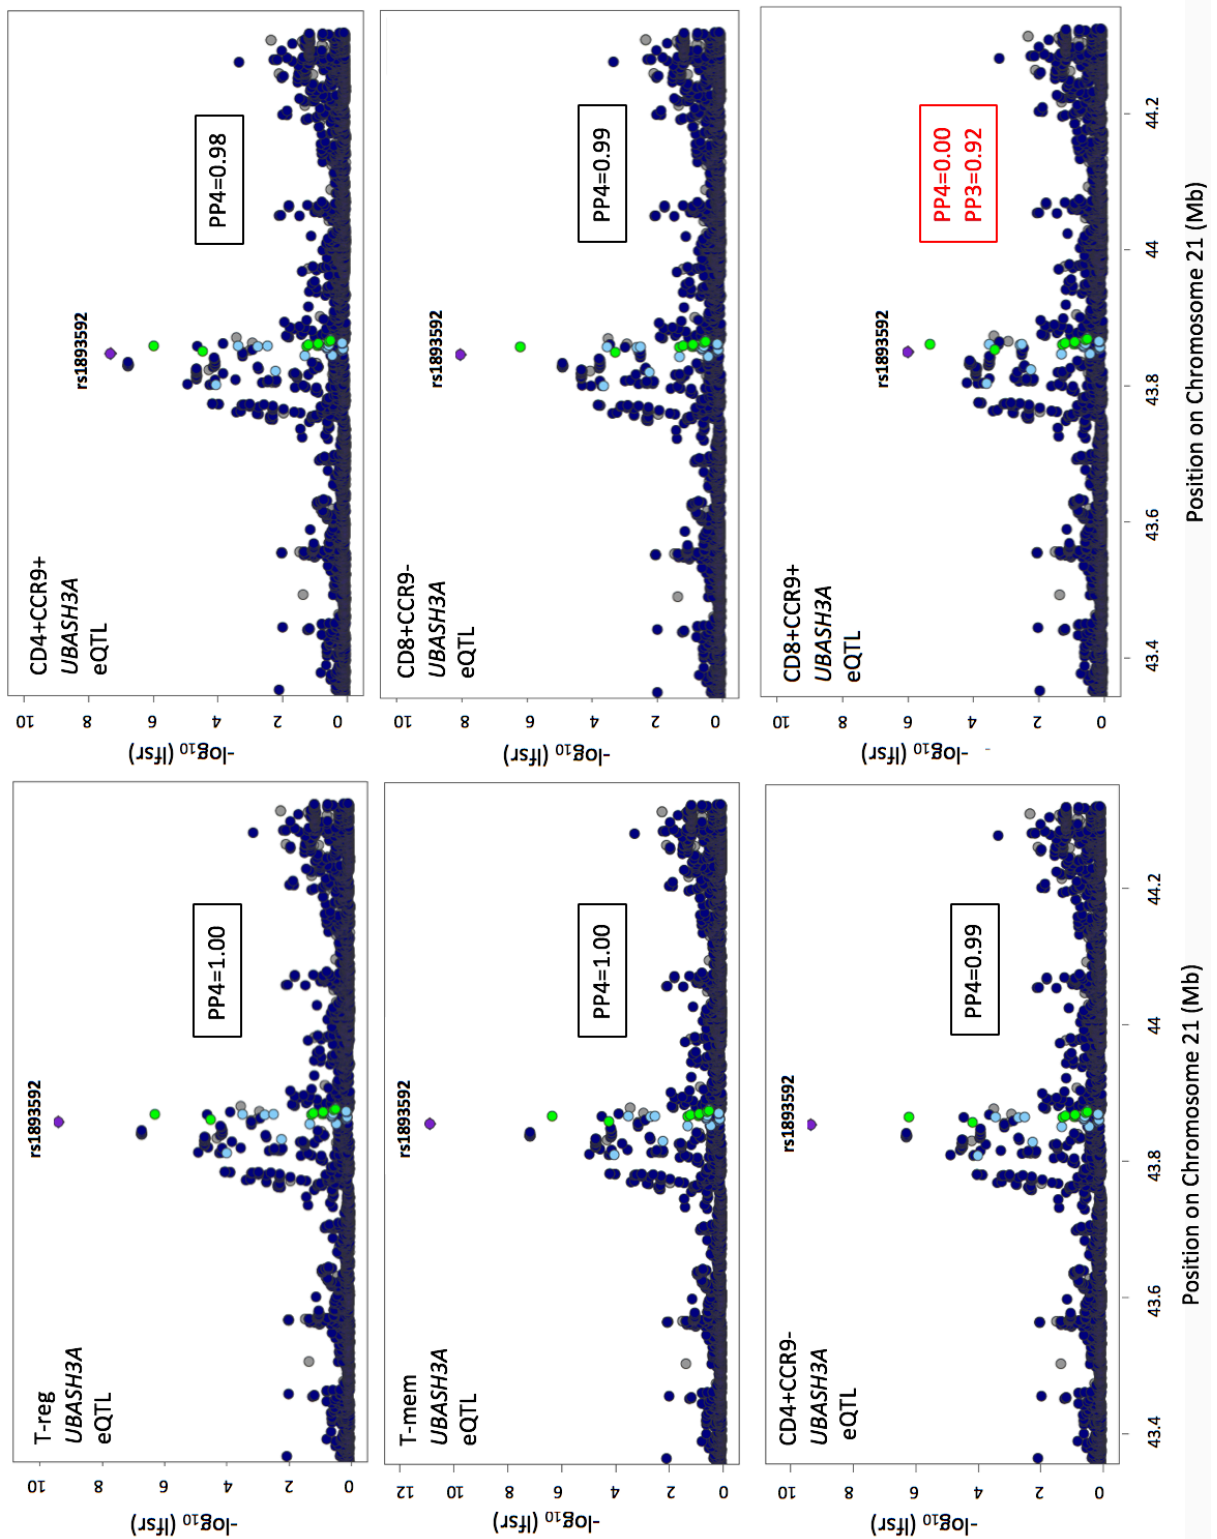 T-reg
UBASH3A
eQTL
rs1893592
PP4=1.00
-log10 (lfsr)
10
8
6
4
2
0
CD4+CCR9+
UBASH3A
eQTL
rs1893592
PP4=0.98
-log10 (lfsr)
10
8
6
4
2
0
T-mem
UBASH3A
eQTL
rs1893592
PP4=1.00
-log10 (lfsr)
12
10
8
6
4
2
0
CD8+CCR9-
UBASH3A
eQTL
rs1893592
PP4=0.99
-log10 (lfsr)
10
8
6
4
2
0
CD4+CCR9-
UBASH3A
eQTL
rs1893592
PP4=0.99
-log10 (lfsr)
10
8
6
4
2
0
43.4 43.6 43.8 44 44.2
Position on Chromosome 21 (Mb)
CD8+CCR9+
UBASH3A
eQTL
rs1893592
PP4=0.00
PP3=0.92
-log10 (lfsr)
10
8
6
4
2
0
43.4 43.6 43.8 44 44.2
Position on Chromosome 21 (Mb)